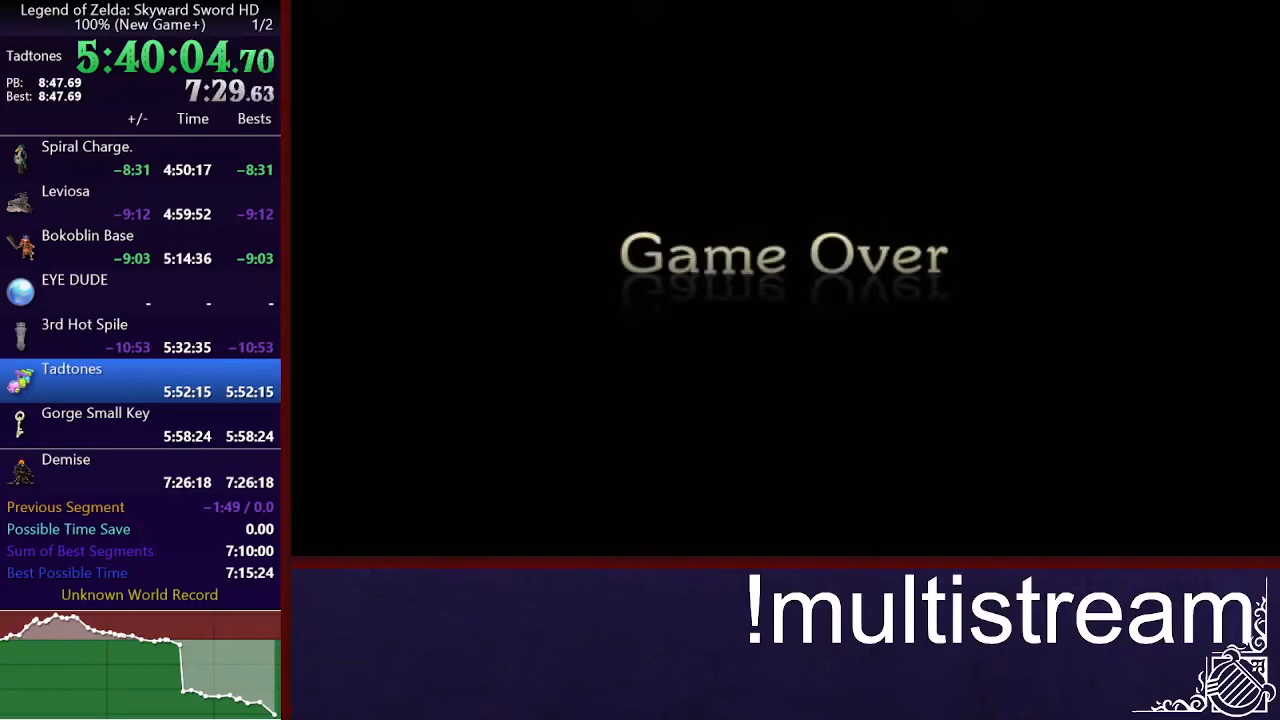 Legend of Zelda: Skyward Sword HD
100% (New Game+) 1/2
Tadtones 5:40:04.70
PB: 8:47.69
Best: 8:47.69
7:29.63
+/- Time Bests
Spiral Charge.
−8:31 4:50:17 −8:31
Leviosa
−9:12 4:59:52 −9:12
Bokoblin Base
−9:03 5:14:36 −9:03
EYE DUDE
- - -
3rd Hot Spile
−10:53 5:32:35 −10:53
Tadtones
5:52:15 5:52:15
Gorge Small Key
5:58:24 5:58:24
Demise
7:26:18 7:26:18
Previous Segment −1:49 / 0.0
Possible Time Save 0.00
Sum of Best Segments 7:10:00
Best Possible Time 7:15:24
Unknown World Record
Game Over
!multistream